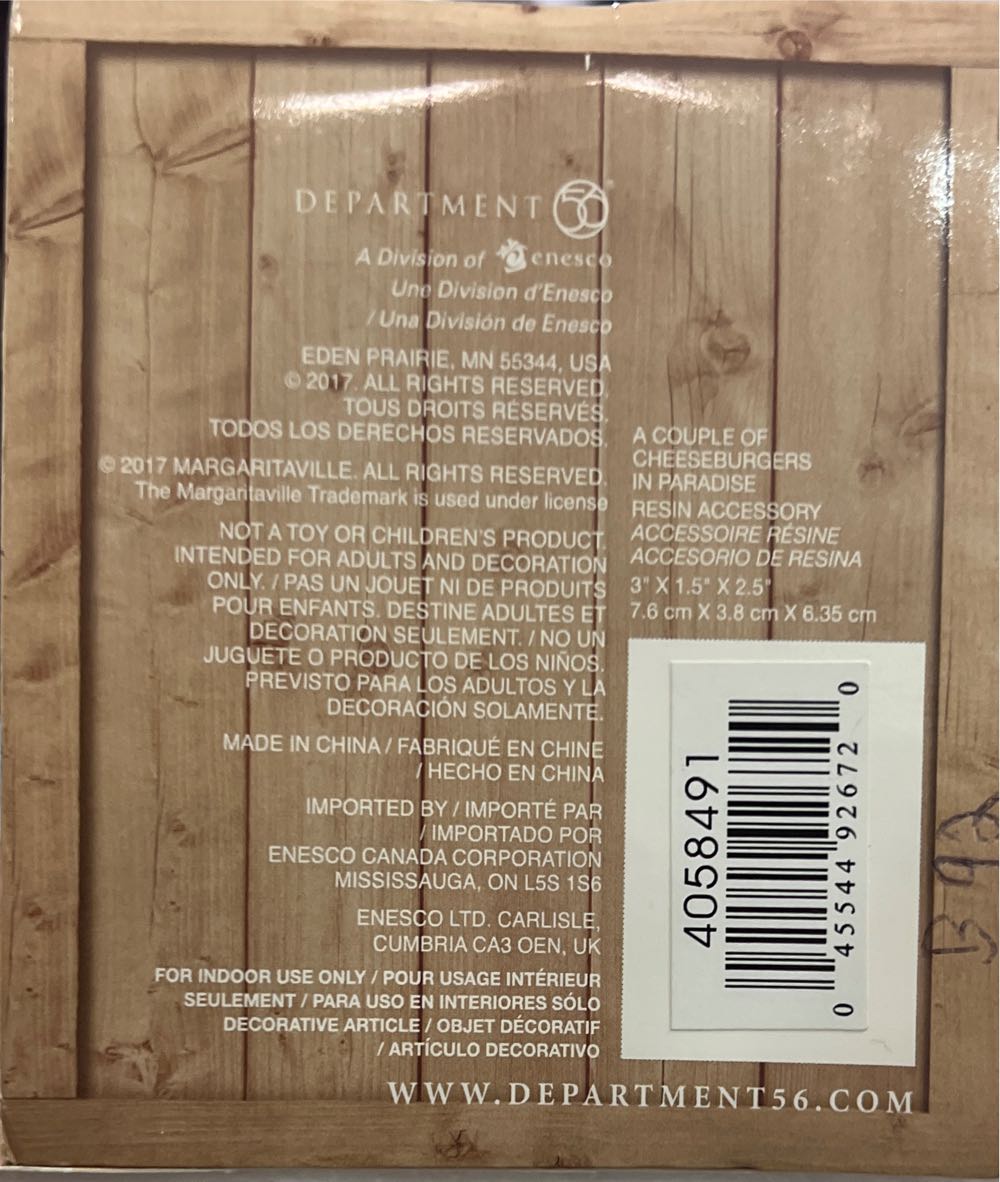 DEPARTMENT 56®
A Division of enesco
Une Division d'Enesco
/ Una División de Enesco
EDEN PRAIRIE, MN 55344, USA
© 2017. ALL RIGHTS RESERVED.
TOUS DROITS RÉSERVÉS.
TODOS LOS DERECHOS RESERVADOS.
© 2017 MARGARITAVILLE. ALL RIGHTS RESERVED.
The Margaritaville Trademark is used under license
NOT A TOY OR CHILDREN'S PRODUCT.
INTENDED FOR ADULTS AND DECORATION
ONLY. / PAS UN JOUET NI DE PRODUITS
POUR ENFANTS. DESTINE ADULTES ET
DECORATION SEULEMENT. / NO UN
JUGUETE O PRODUCTO DE LOS NIÑOS.
PREVISTO PARA LOS ADULTOS Y LA
DECORACIÓN SOLAMENTE.
MADE IN CHINA / FABRIQUÉ EN CHINE
/ HECHO EN CHINA
IMPORTED BY / IMPORTÉ PAR
/ IMPORTADO POR
ENESCO CANADA CORPORATION
MISSISSAUGA, ON L5S 1S6
ENESCO LTD. CARLISLE,
CUMBRIA CA3 OEN, UK
FOR INDOOR USE ONLY / POUR USAGE INTÉRIEUR
SEULEMENT / PARA USO EN INTERIORES SÓLO
DECORATIVE ARTICLE / OBJET DÉCORATIF
/ ARTÍCULO DECORATIVO
A COUPLE OF
CHEESEBURGERS
IN PARADISE
RESIN ACCESSORY
ACCESSOIRE RÉSINE
ACCESORIO DE RESINA
3" X 1.5" X 2.5"
7.6 cm X 3.8 cm X 6.35 cm
4058491
0 45544 92672 0
WWW.DEPARTMENT56.COM